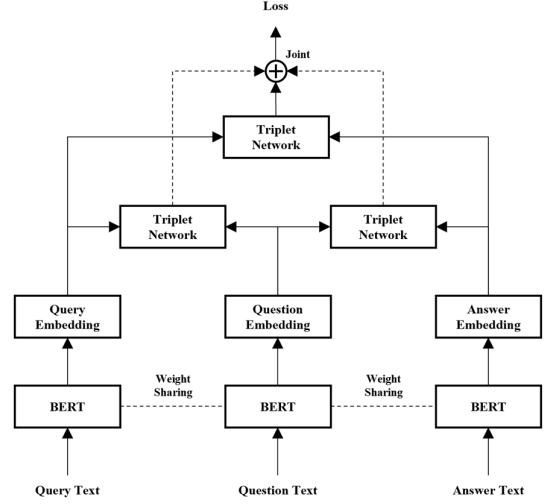 Loss
Joint
Triplet
Network
Triplet
Network
Triplet
Network
Query
Embedding
Question
Embedding
Answer
Embedding
Weight
Sharing
Weight
Sharing
BERT
BERT
BERT
Query Text
Question Text
Answer Text